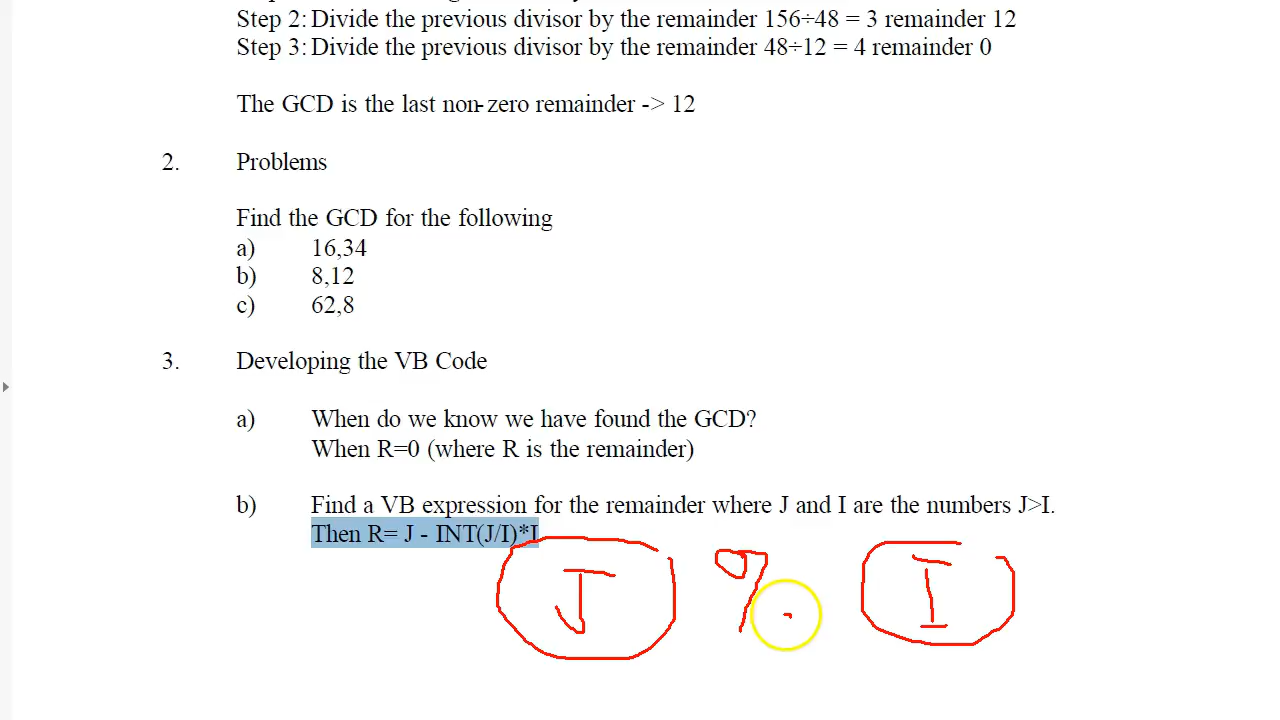 Step 2: Divide the previous divisor by the remainder 156÷48 = 3 remainder 12
Step 3: Divide the previous divisor by the remainder 48÷12 = 4 remainder 0
The GCD is the last non-zero remainder -> 12
2. Problems
Find the GCD for the following
a) 16,34
b) 8,12
c) 62,8
3. Developing the VB Code
a) When do we know we have found the GCD?
When R=0 (where R is the remainder)
b) Find a VB expression for the remainder where J and I are the numbers J>I.
Then R= J - INT(J/I)*I
J % I